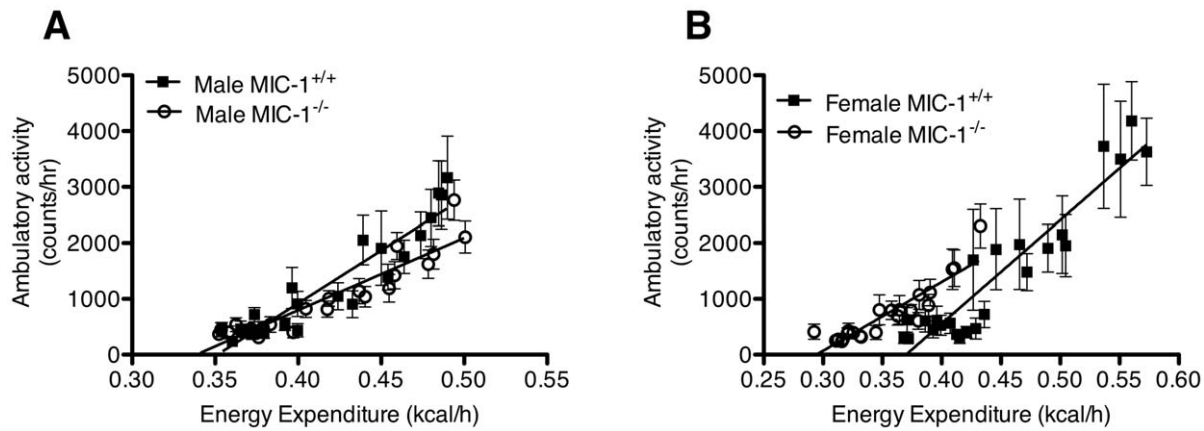 A
Male MIC-1+/+
Male MIC-1-/-
Ambulatory activity
(counts/hr)
5000
4000
3000
2000
1000
0
0.30 0.35 0.40 0.45 0.50 0.55
Energy Expenditure (kcal/h)
B
Female MIC-1+/+
Female MIC-1-/-
Ambulatory activity
(counts/hr)
5000
4000
3000
2000
1000
0
0.25 0.30 0.35 0.40 0.45 0.50 0.55 0.60
Energy Expenditure (kcal/h)